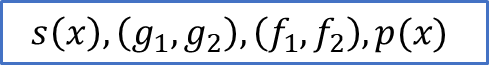 s(x), (g₁, g₂), (f₁, f₂), p(x)